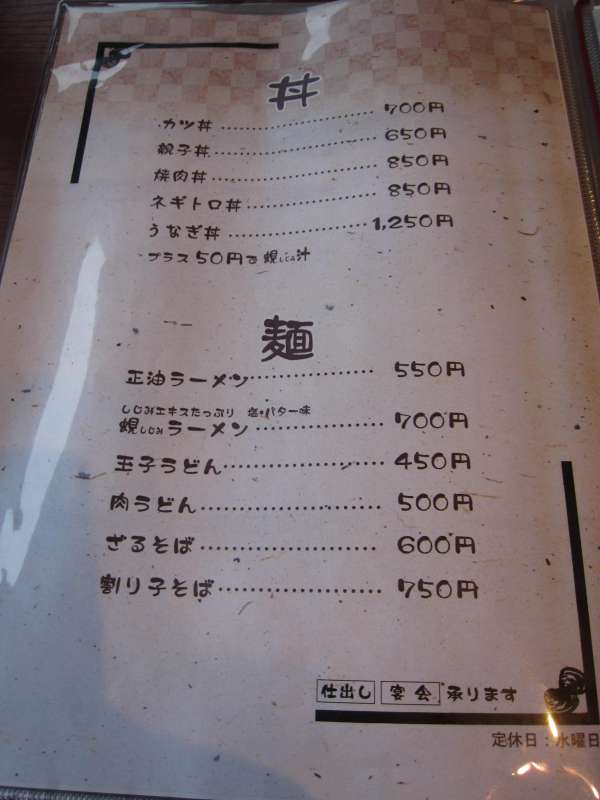 丼
カツ丼 700円
親子丼 650円
焼肉丼 850円
ネギトロ丼 850円
うなぎ丼 1,250円
プラス50円で蜆しじみ汁
麺
正油ラーメン 550円
しじみエキスたっぷり 塩+バター味
蜆しじみラーメン 700円
玉子うどん 450円
肉うどん 500円
ざるそば 600円
割り子そば 750円
仕出し 宴会 承ります
定休日：水曜日